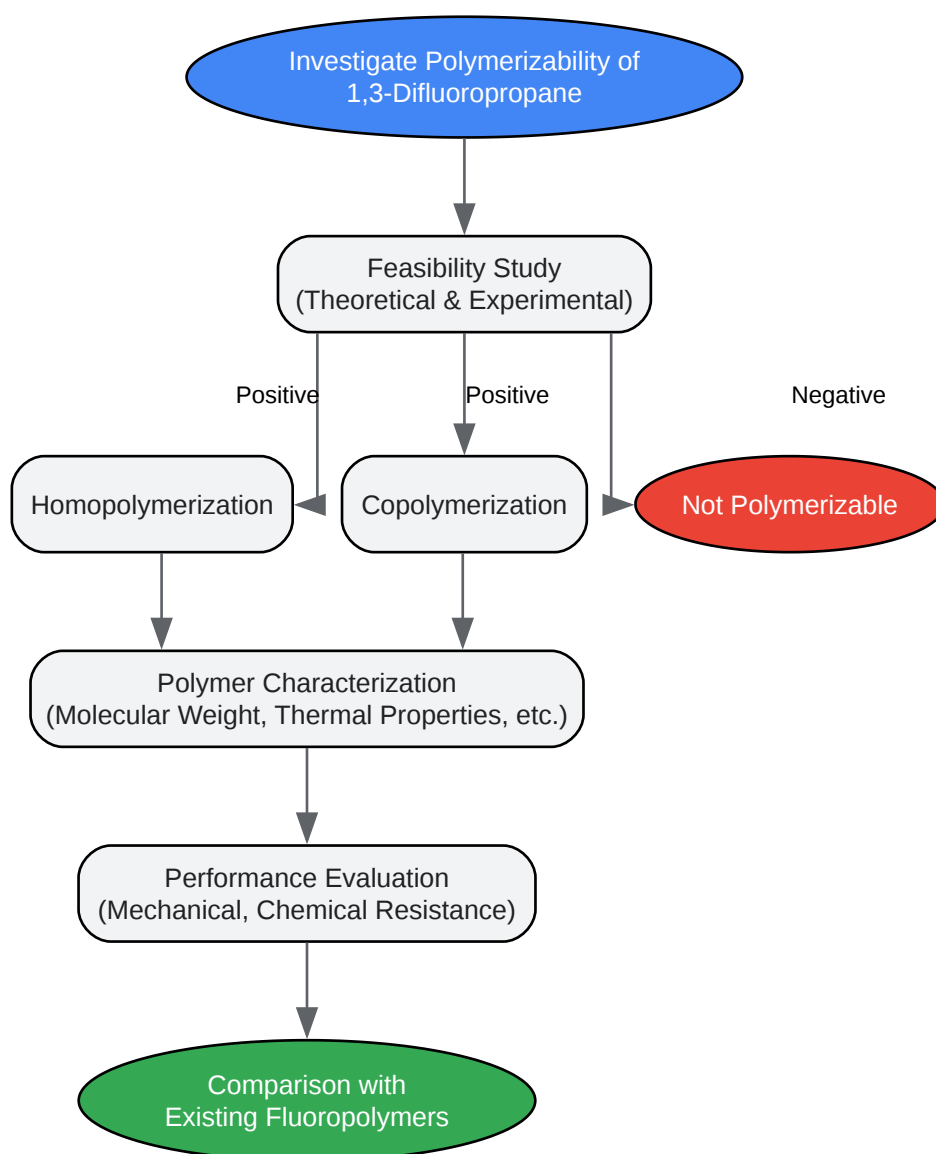 Investigate Polymerizability of
1,3-Difluoropropane
Feasibility Study
(Theoretical & Experimental)
Positive
Positive
Negative
Homopolymerization
Copolymerization
Not Polymerizable
Polymer Characterization
(Molecular Weight, Thermal Properties, etc.)
Performance Evaluation
(Mechanical, Chemical Resistance)
Comparison with
Existing Fluoropolymers